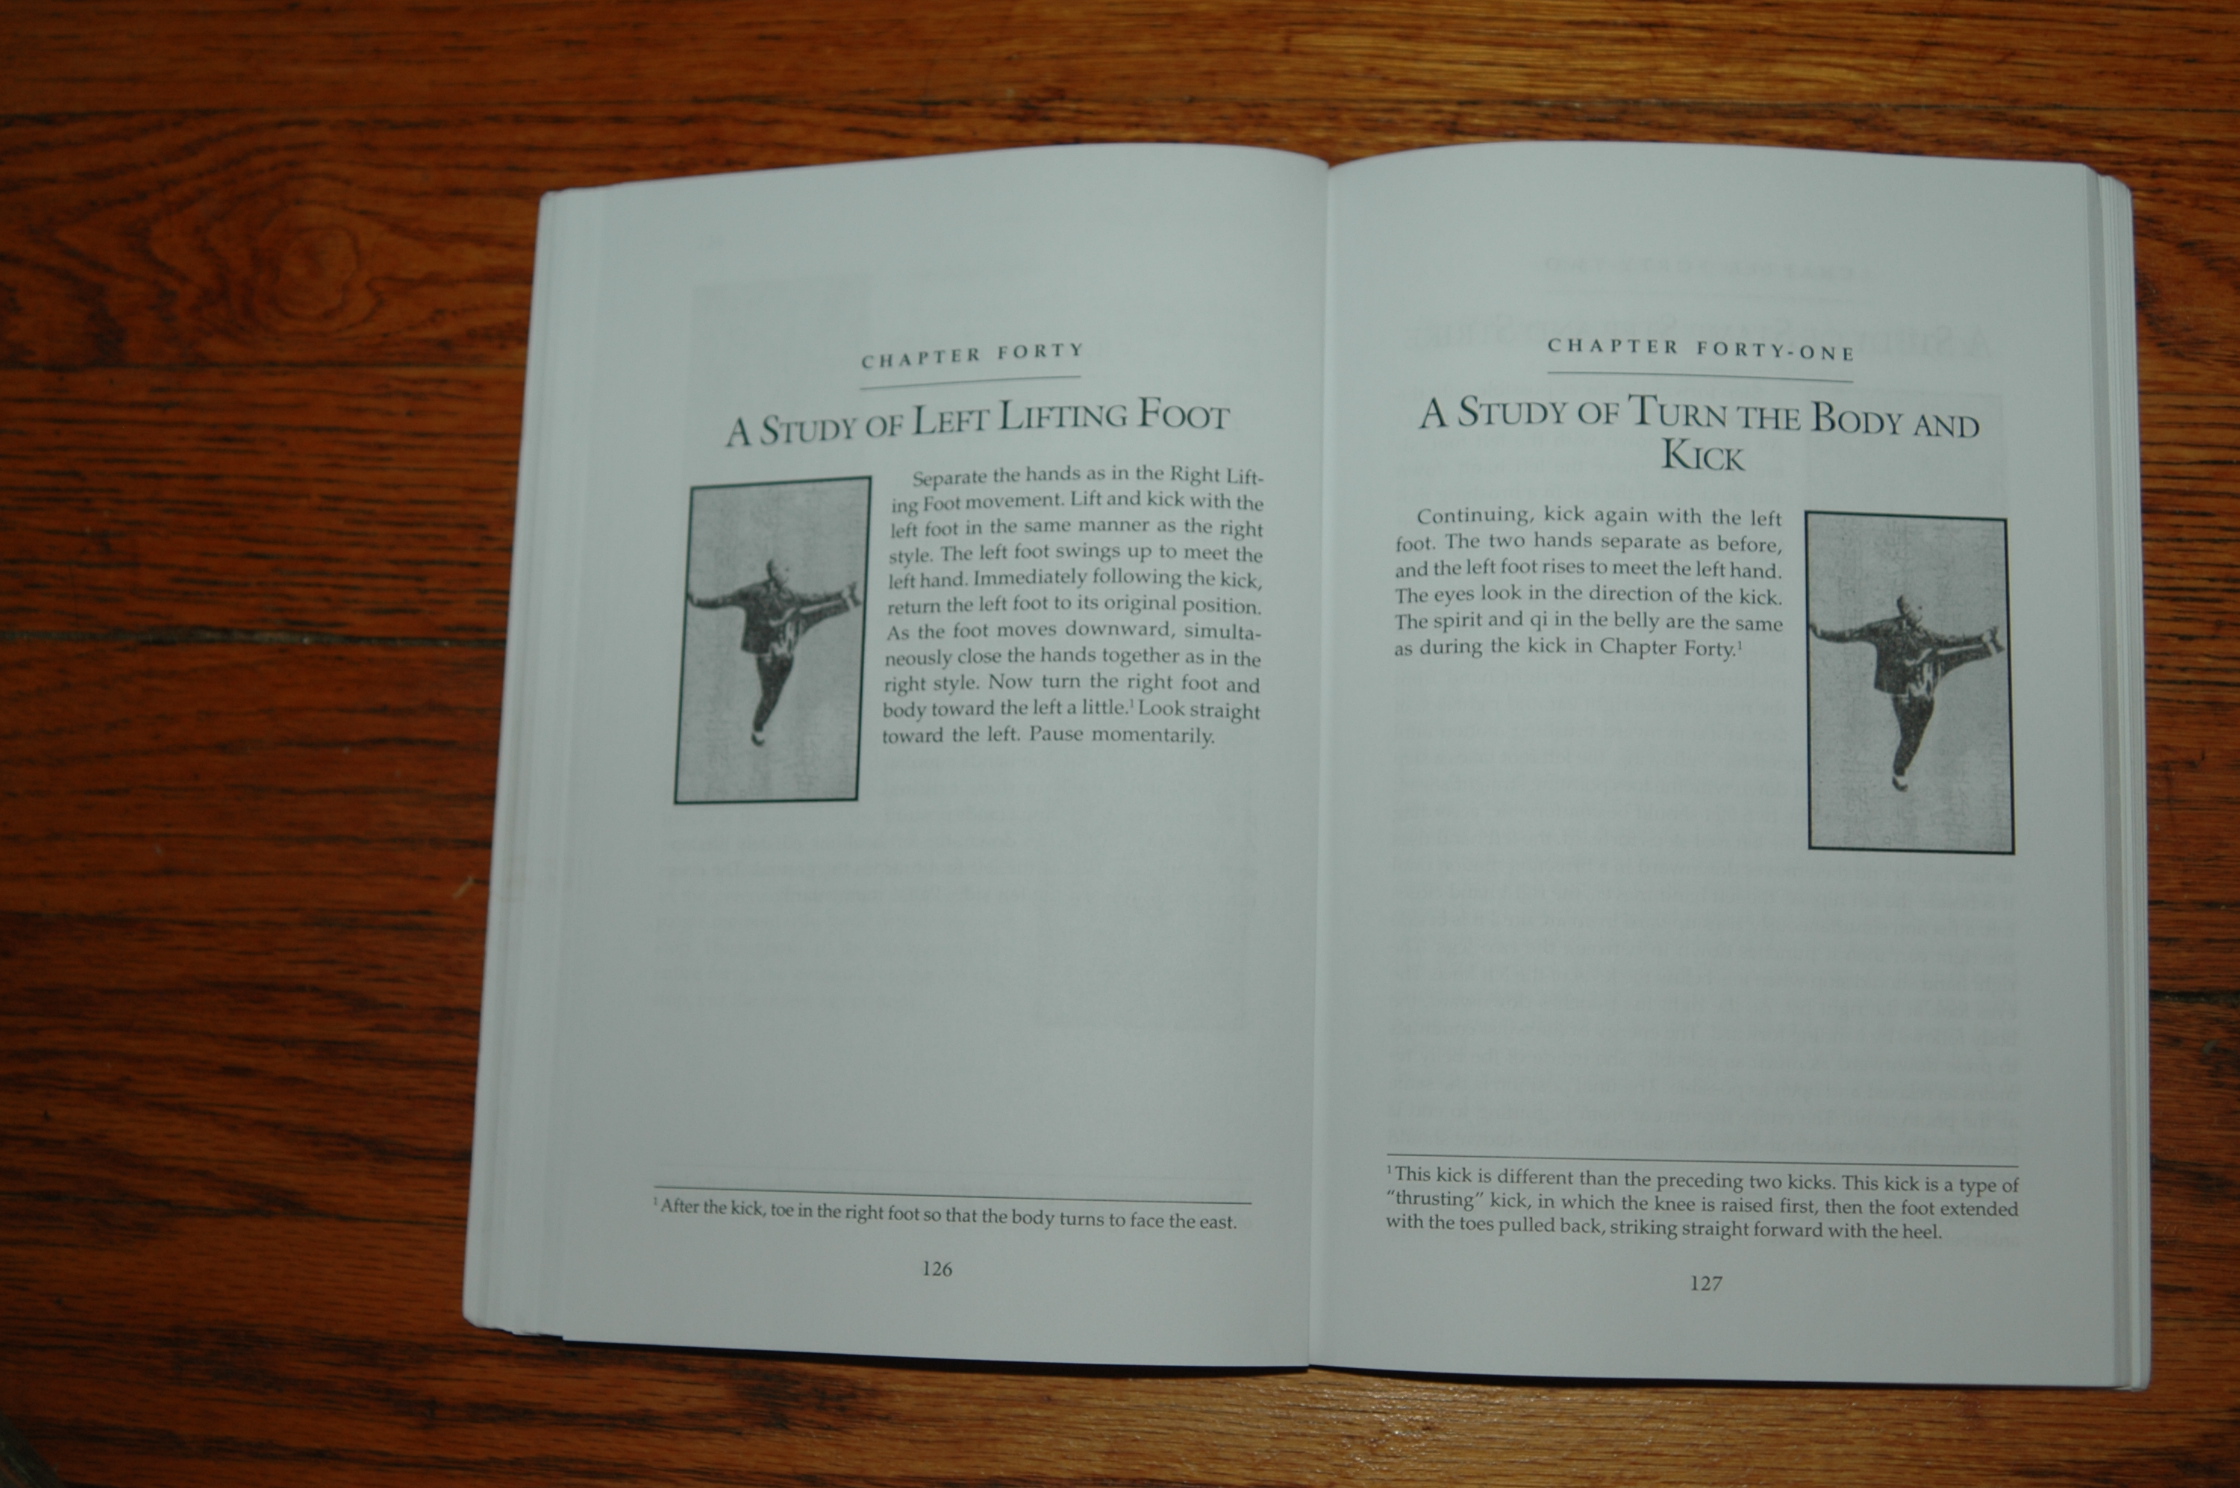 CHAPTER FORTY
A STUDY OF LEFT LIFTING FOOT
Separate the hands as in the Right Lift-
ing Foot movement. Lift and kick with the
left foot in the same manner as the right
style. The left foot swings up to meet the
left hand. Immediately following the kick,
return the left foot to its original position.
As the foot moves downward, simulta-
neously close the hands together as in the
right style. Now turn the right foot and
body toward the left a little.¹ Look straight
toward the left. Pause momentarily.
¹ After the kick, toe in the right foot so that the body turns to face the east.
126
CHAPTER FORTY-ONE
A STUDY OF TURN THE BODY AND
KICK
Continuing, kick again with the left
foot. The two hands separate as before,
and the left foot rises to meet the left hand.
The eyes look in the direction of the kick.
The spirit and qi in the belly are the same
as during the kick in Chapter Forty.¹
¹ This kick is different than the preceding two kicks. This kick is a type of
"thrusting" kick, in which the knee is raised first, then the foot extended
with the toes pulled back, striking straight forward with the heel.
127